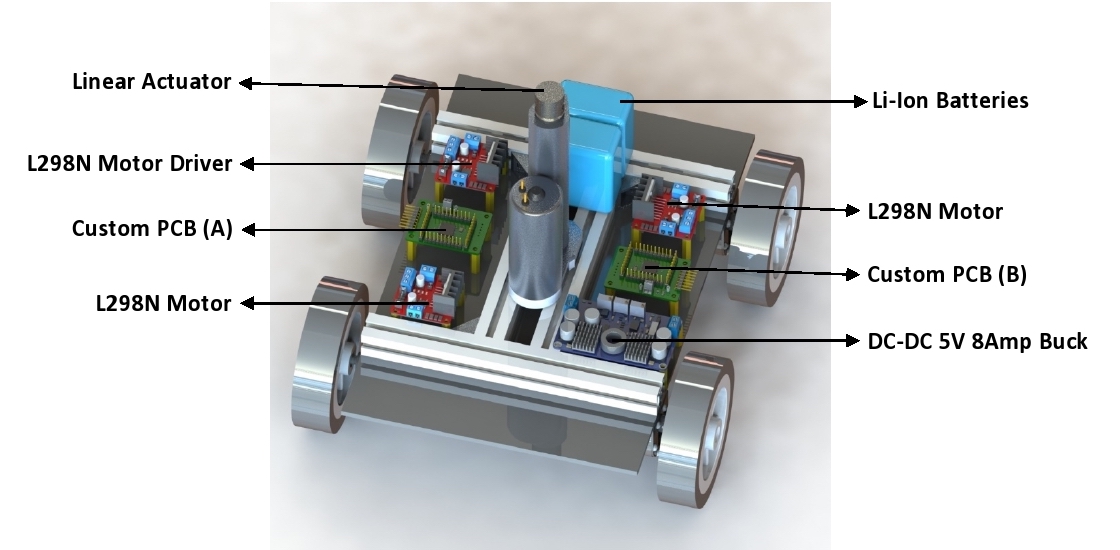 Linear Actuator
L298N Motor Driver
Custom PCB (A)
L298N Motor
Li-Ion Batteries
L298N Motor
Custom PCB (B)
DC-DC 5V 8Amp Buck